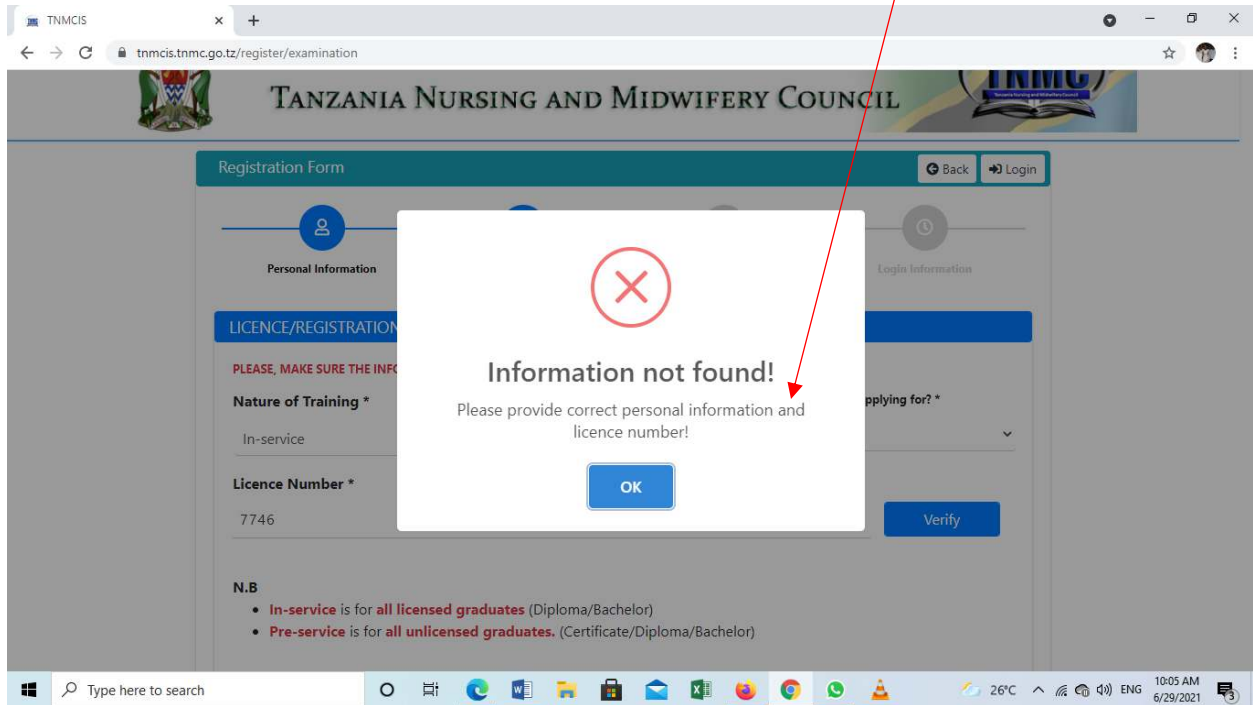 TNMCIS
tnmcis.tnmc.go.tz/register/examination
TANZANIA NURSING AND MIDWIFERY COUNCIL
TNMC
Registration Form
Back
Login
Personal Information
Login Information
LICENCE/REGISTRATION
PLEASE, MAKE SURE THE INFO
Nature of Training *
pplying for? *
In-service
Information not found!
Please provide correct personal information and
licence number!
OK
Licence Number *
7746
Verify
N.B
• In-service is for all licensed graduates (Diploma/Bachelor)
• Pre-service is for all unlicensed graduates. (Certificate/Diploma/Bachelor)
Type here to search
26°C
ENG
10:05 AM
6/29/2021
3